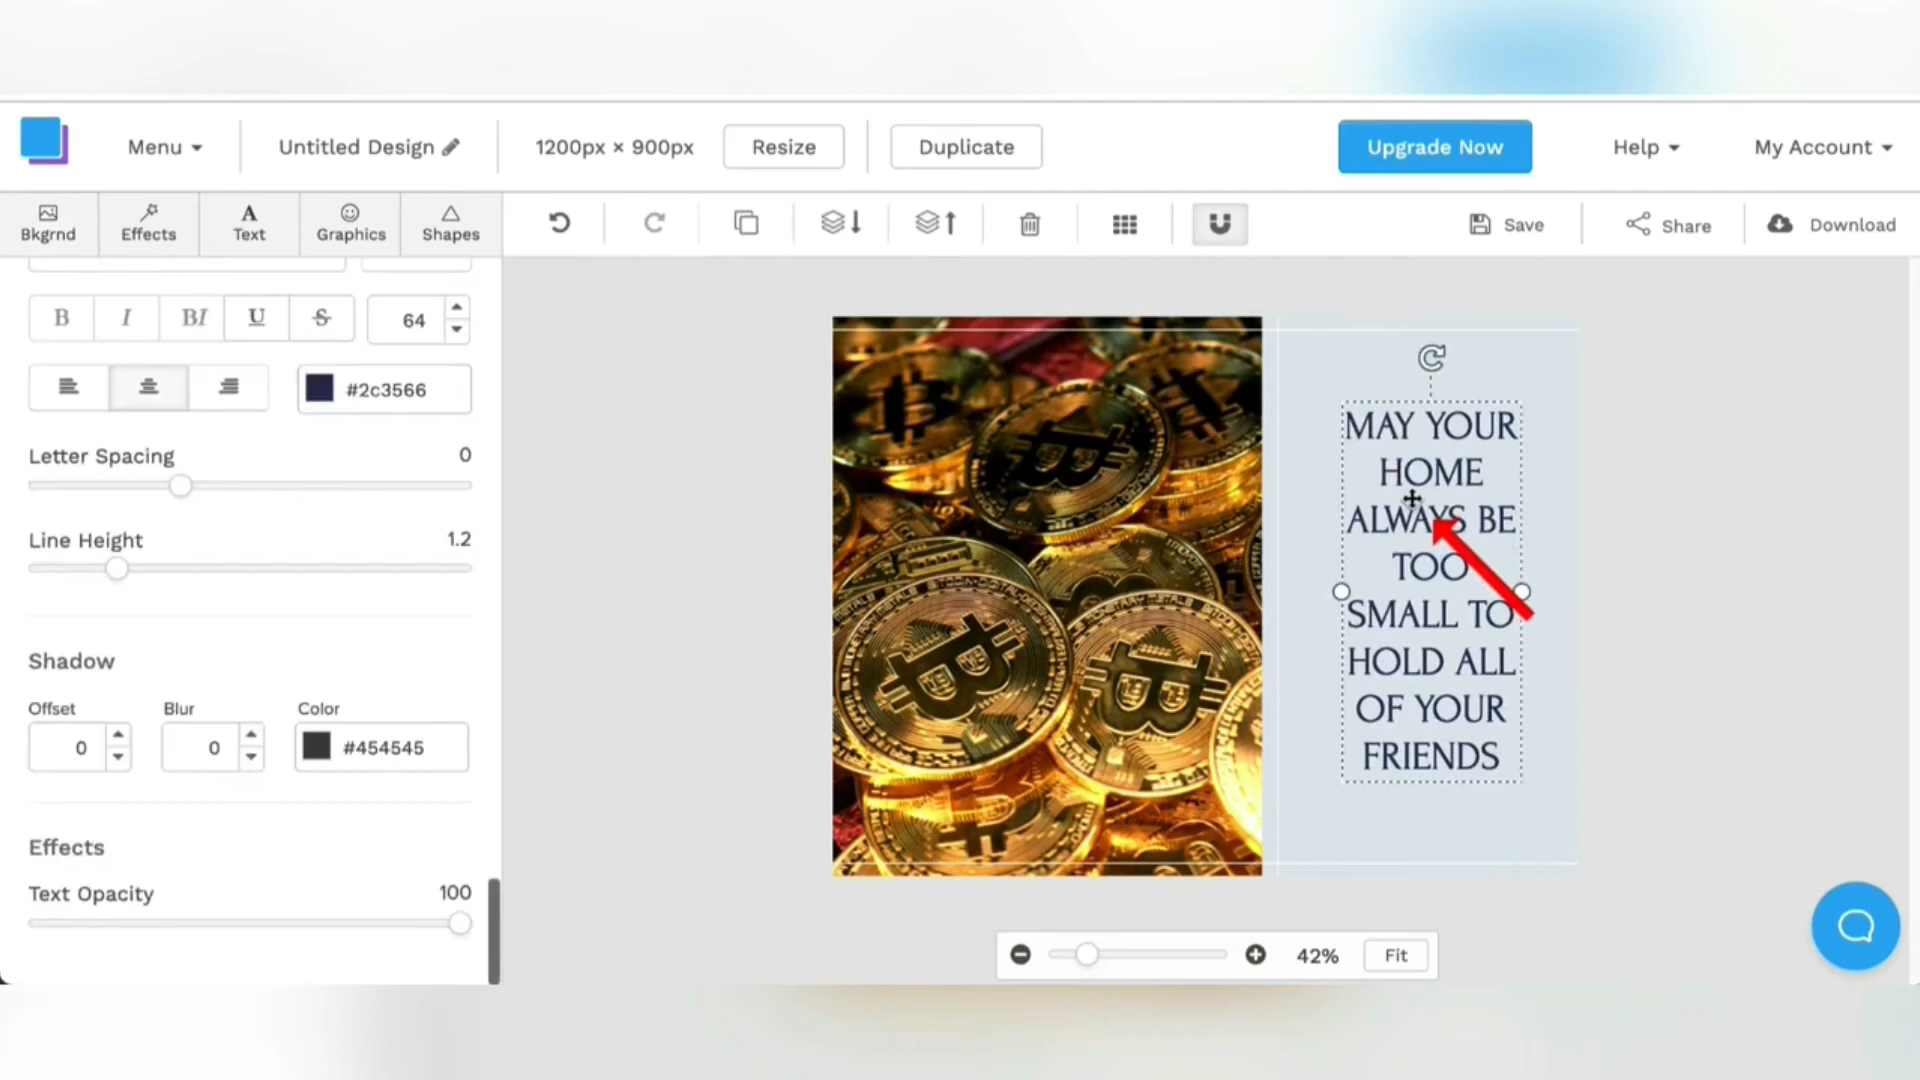 Menu
Untitled Design
1200px × 900px
Resize
Duplicate
Upgrade Now
Help
My Account
Bkgrnd
Effects
Text
Graphics
Shapes
Save
Share
Download
B I BI U S
64
#2c3566
Letter Spacing 0
Line Height 1.2
Shadow
Offset
Blur
Color
0
0
#454545
Effects
Text Opacity 100
MAY YOUR
HOME
ALWAYS BE
TOO
SMALL TO
HOLD ALL
OF YOUR
FRIENDS
42%
Fit